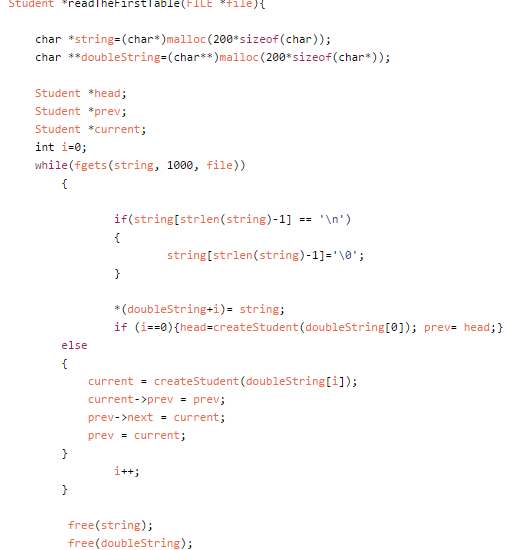 Student *readTheFirstTable(FILE *file){
char *string=(char*)malloc(200*sizeof(char));
char **doubleString=(char**)malloc(200*sizeof(char*));
Student *head;
Student *prev;
Student *current;
int i=0;
while(fgets(string, 1000, file))
{
if(string[strlen(string)-1] == '\n')
{
string[strlen(string)-1]='\0';
}
*(doubleString+i)= string;
if (i==0){head=createStudent(doubleString[0]); prev= head;}
else
{
current = createStudent(doubleString[i]);
current->prev = prev;
prev->next = current;
prev = current;
}
i++;
}
free(string);
free(doubleString);